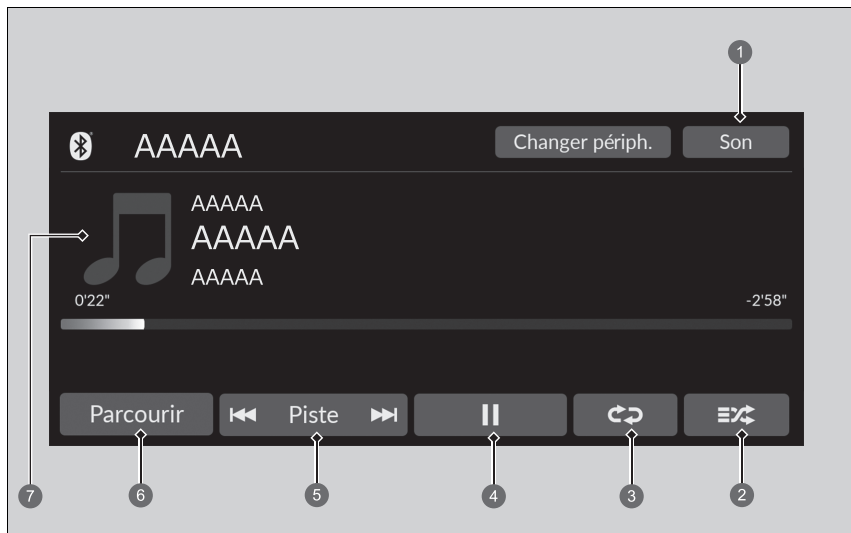 1
AAAAA
Changer périph.
Son
AAAAA
AAAAA
AAAAA
7
0'22"
-2'58"
Parcourir
Piste
6
5
4
3
2